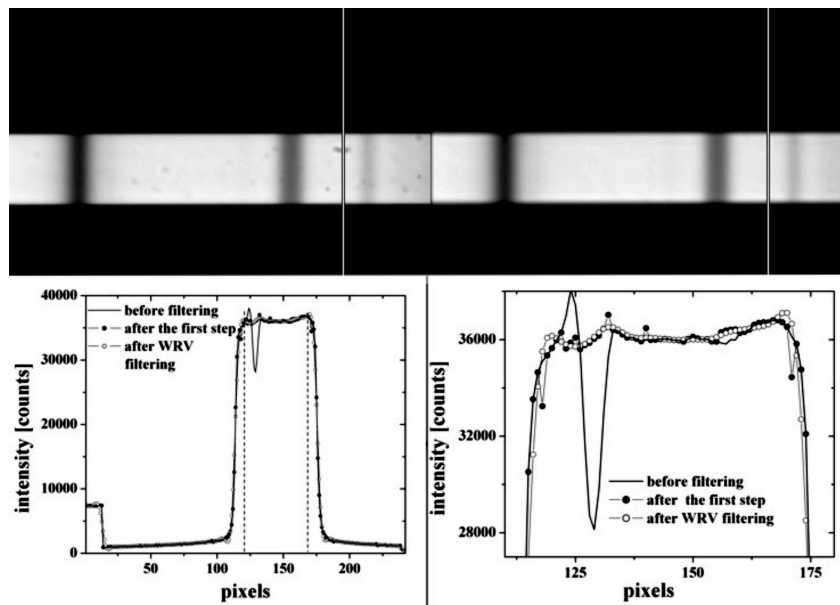 40000
30000
20000
10000
0
intensity [counts]
before filtering
after the first step
after WRV
filtering
50
100
150
200
pixels
36000
32000
28000
intensity [counts]
before filtering
after the first step
after WRV filtering
125
150
175
pixels